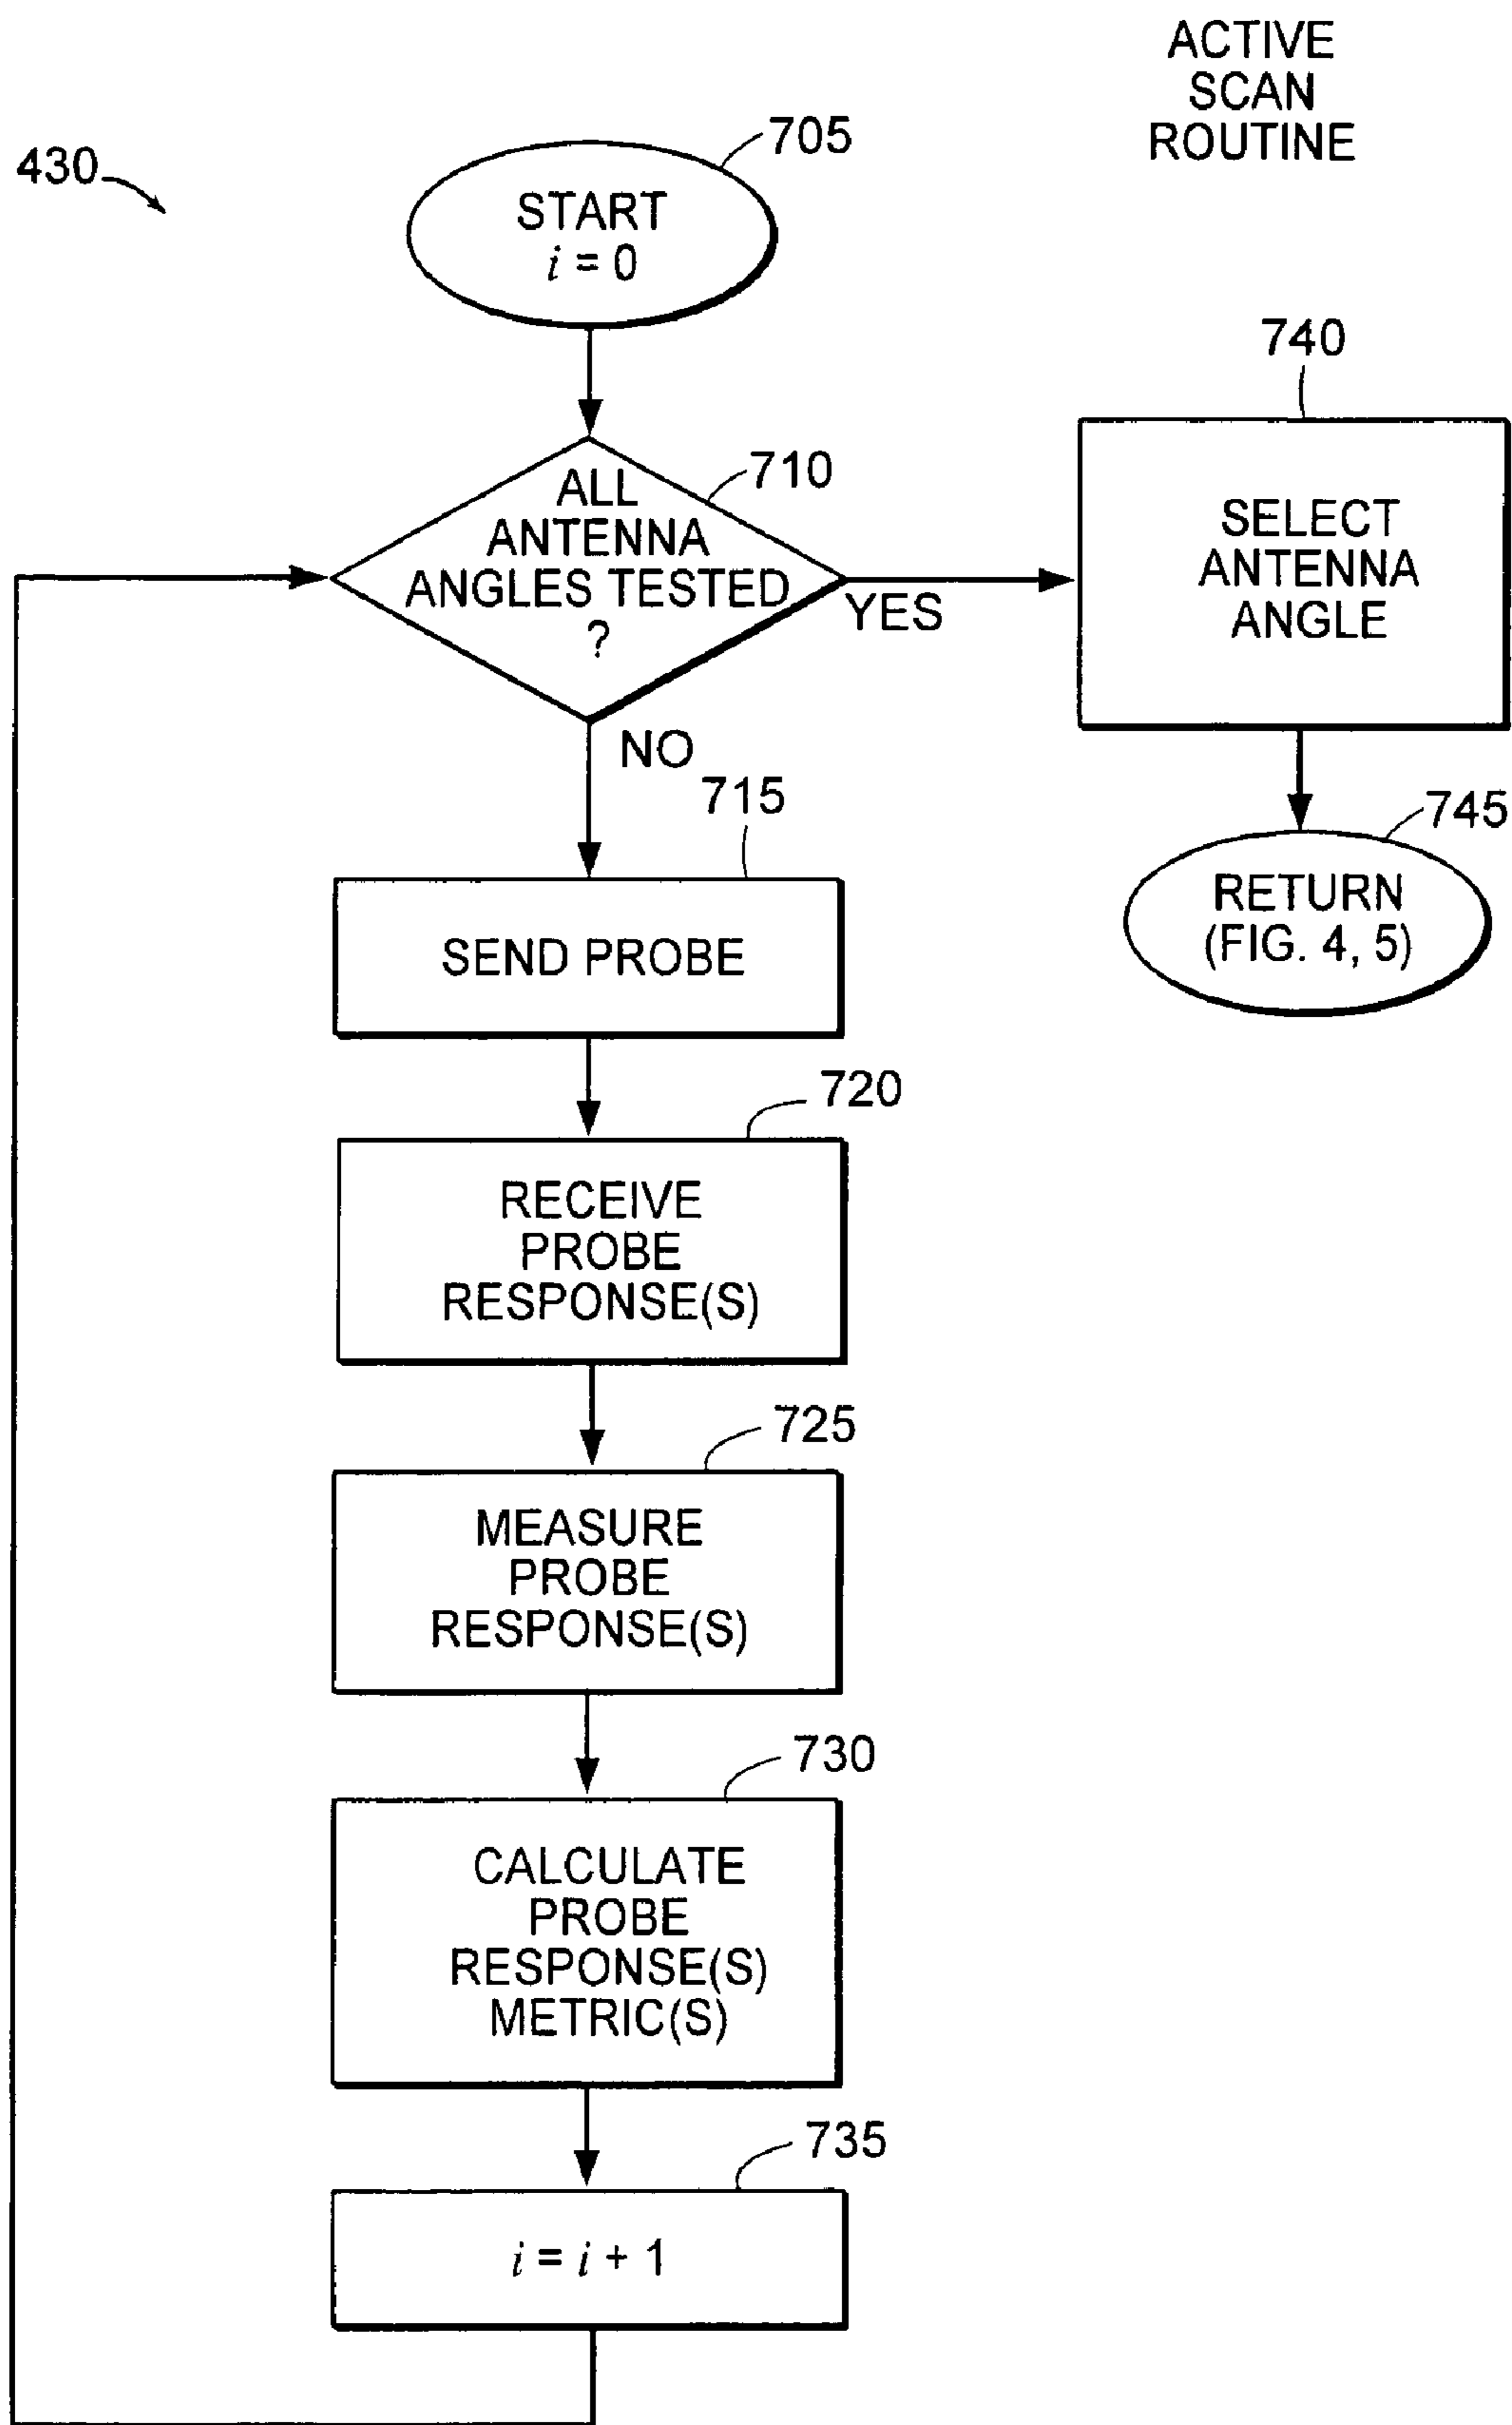 ACTIVE
SCAN
ROUTINE
430
705
START
i = 0
710
ALL
ANTENNA
ANGLES TESTED
?
YES
NO
740
SELECT
ANTENNA
ANGLE
745
RETURN
(FIG. 4, 5)
715
SEND PROBE
720
RECEIVE
PROBE
RESPONSE(S)
725
MEASURE
PROBE
RESPONSE(S)
730
CALCULATE
PROBE
RESPONSE(S)
METRIC(S)
735
i = i + 1